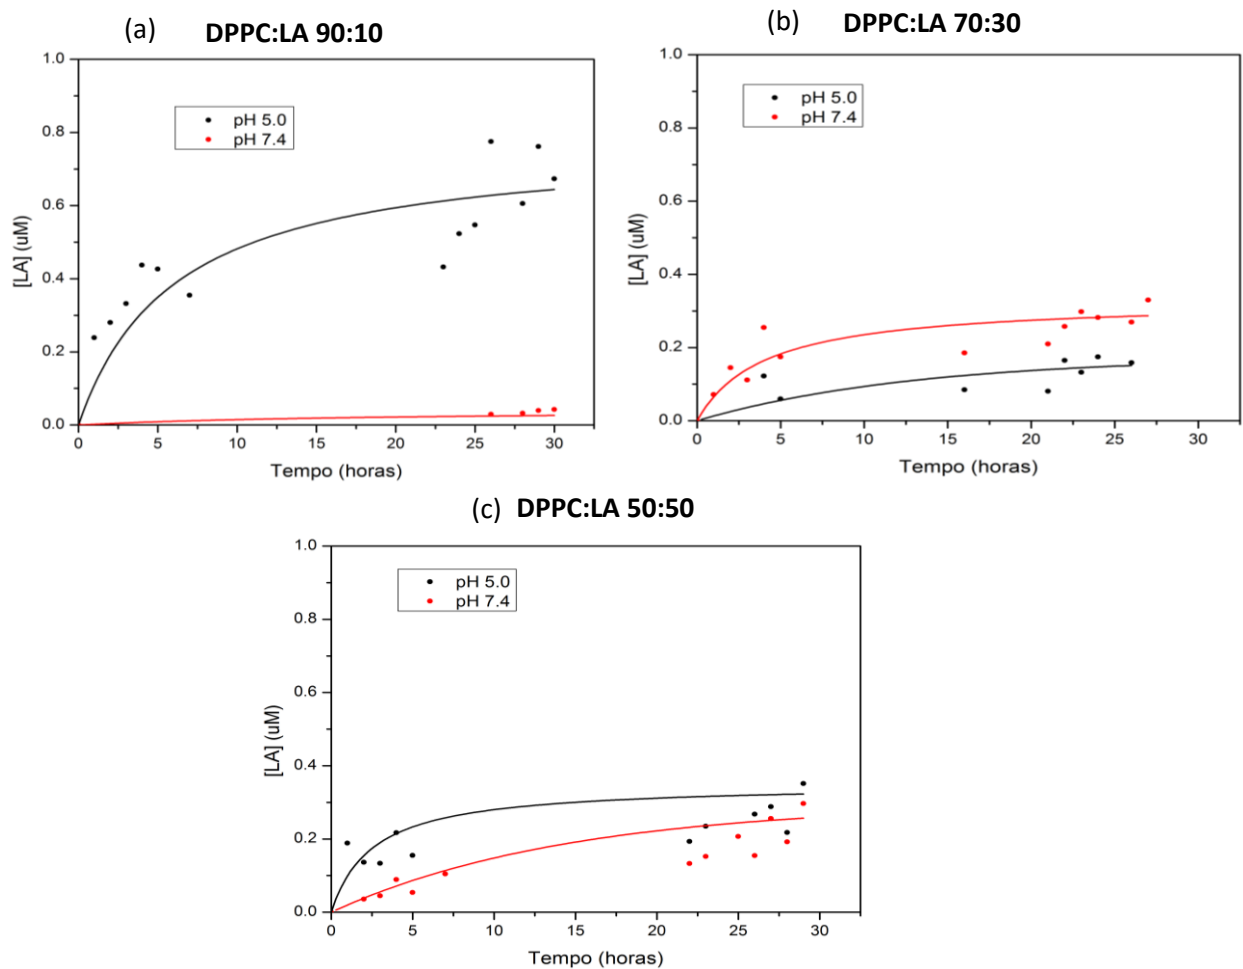 (a) DPPC:LA 90:10
1.0
0.8
0.6
0.4
0.2
0.0
[LA] (uM)
pH 5.0
pH 7.4
0 5 10 15 20 25 30
Tempo (horas)
(b) DPPC:LA 70:30
1.0
0.8
0.6
0.4
0.2
0.0
[LA] (uM)
pH 5.0
pH 7.4
0 5 10 15 20 25 30
Tempo (horas)
(c) DPPC:LA 50:50
1.0
0.8
0.6
0.4
0.2
0.0
[LA] (uM)
pH 5.0
pH 7.4
0 5 10 15 20 25 30
Tempo (horas)